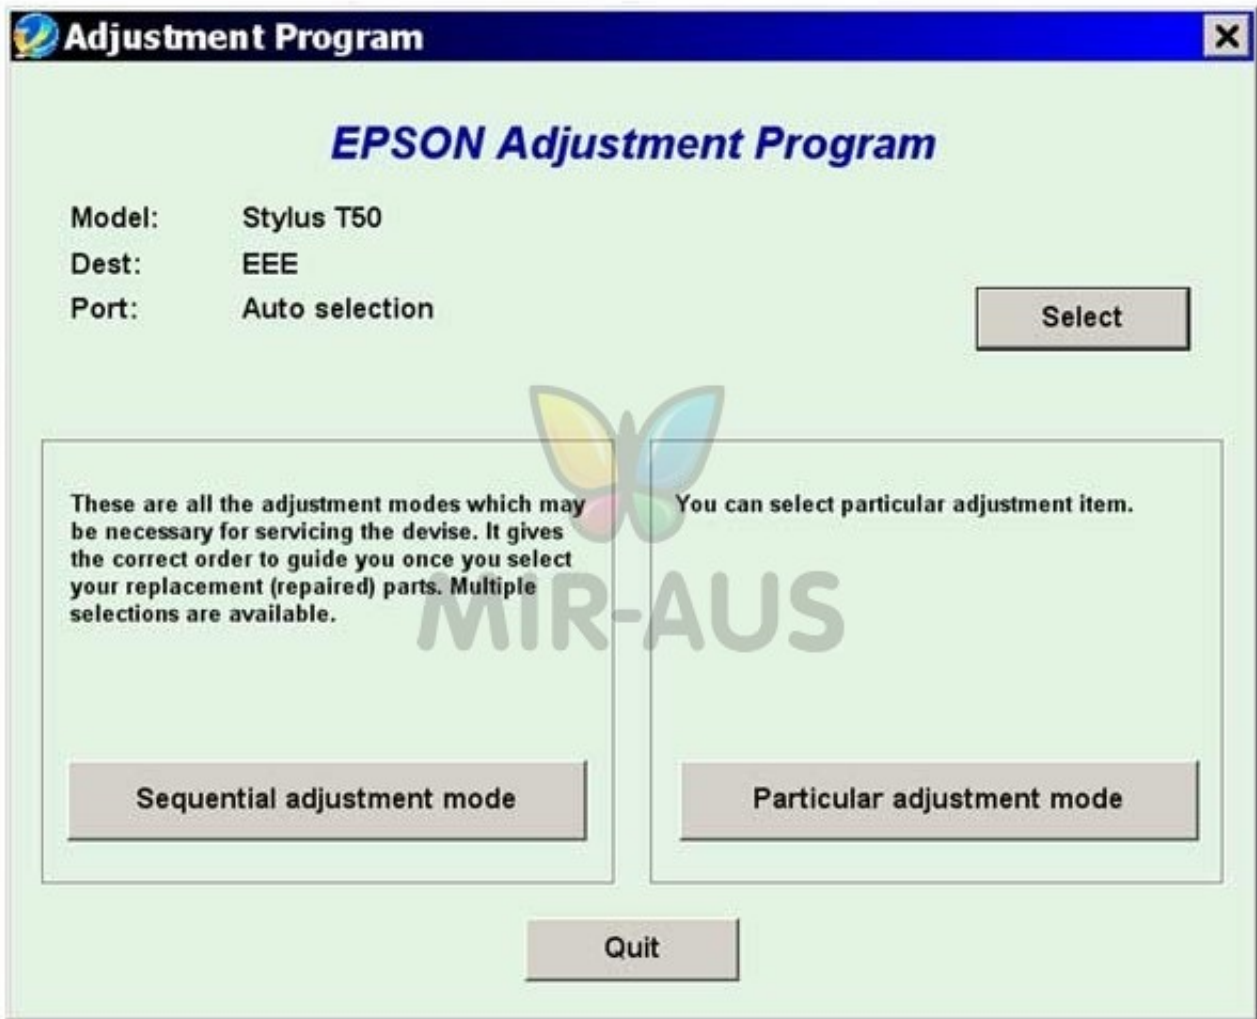 Adjustment Program
EPSON Adjustment Program
Model: Stylus T50
Dest: EEE
Port: Auto selection
Select
These are all the adjustment modes which may
be necessary for servicing the devise. It gives
the correct order to guide you once you select
your replacement (repaired) parts. Multiple
selections are available.
You can select particular adjustment item.
MIR-AUS
Sequential adjustment mode
Particular adjustment mode
Quit